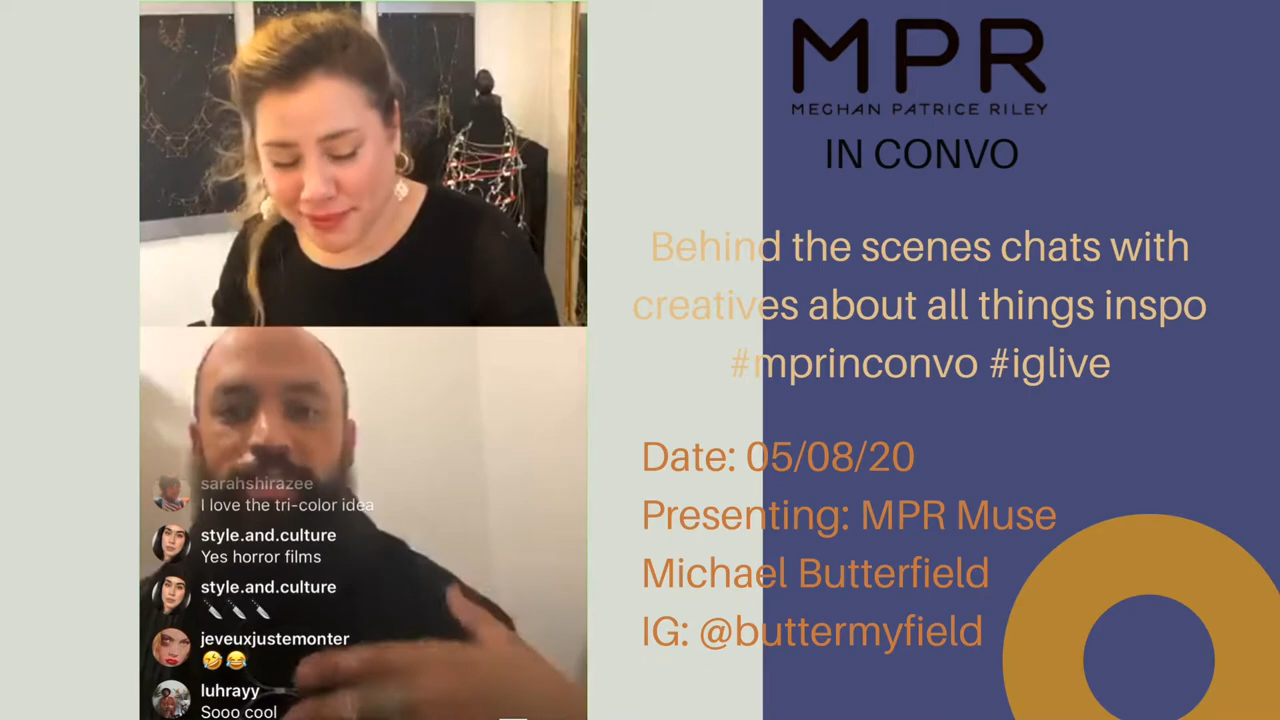 MPR
MEGHAN PATRICE RILEY
IN CONVO
Behind the scenes chats with
creatives about all things inspo
#mprinconvo #iglive
Date: 05/08/20
Presenting: MPR Muse
Michael Butterfield
IG: @buttermyfield
sarahshirazee
I love the tri-color idea
style.and.culture
Yes horror films
style.and.culture
🔪🔪🔪
jeveuxjustemonter
🤣😂
luhrayy
Sooo cool